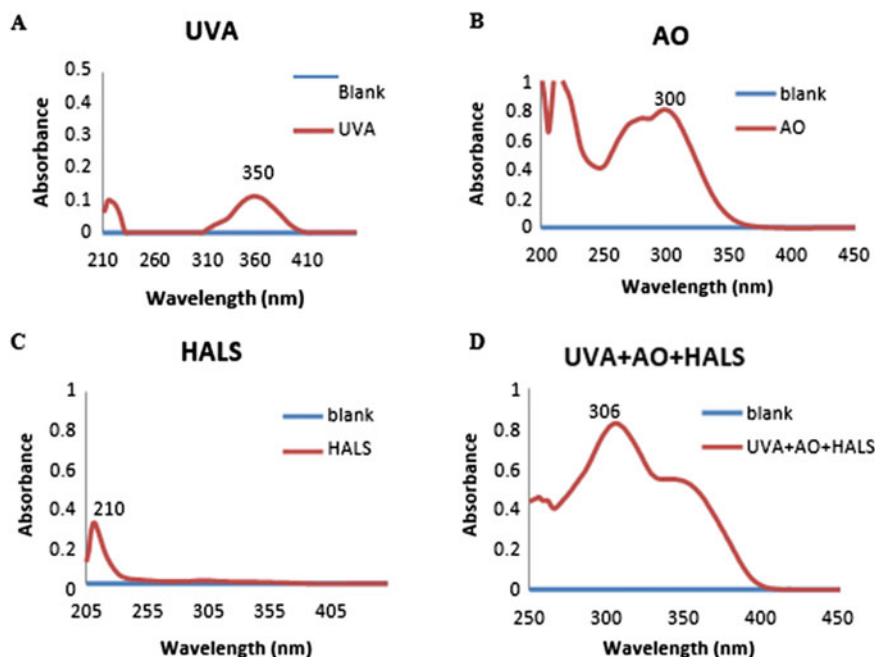 A
UVA
0.5
0.4
0.3
0.2
0.1
0
Absorbance
350
Blank
UVA
210 260 310 360 410
Wavelength (nm)
B
AO
1
0.8
0.6
0.4
0.2
0
Absorbance
300
blank
AO
200 250 300 350 400 450
Wavelength (nm)
C
HALS
1
0.8
0.6
0.4
0.2
0
Absorbance
210
blank
HALS
205 255 305 355 405
Wavelength (nm)
D
UVA+AO+HALS
1
0.8
0.6
0.4
0.2
0
Absorbance
306
blank
UVA+AO+HALS
250 300 350 400 450
Wavelength (nm)